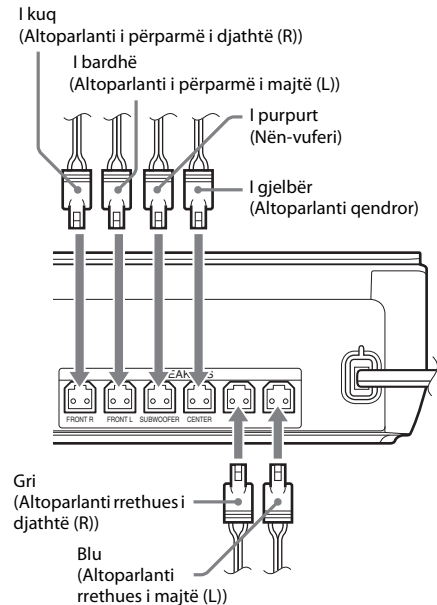 I kuq
(Altoparlanti i përparmë i djathtë (R))
I bardhë
(Altoparlanti i përparmë i majtë (L))
I purpurt
(Nën-vuferi)
I gjelbër
(Altoparlanti qendror)
FRONT R FRONT L SUBWOOFER CENTER
Gri
(Altoparlanti rrethues i
djathtë (R))
Blu
(Altoparlanti
rrethues i majtë (L))